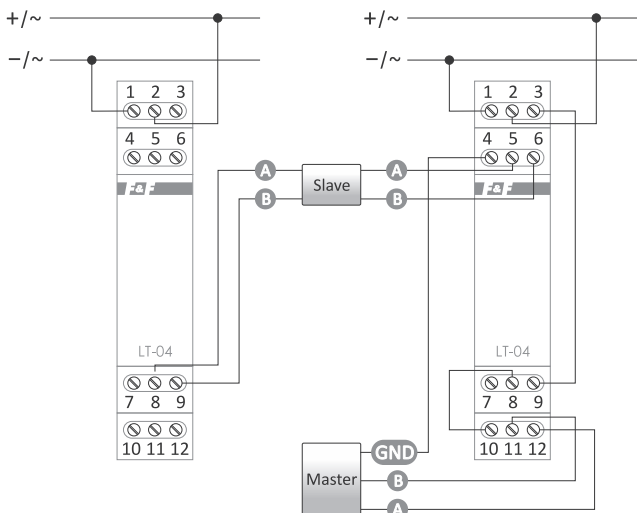 +/~ +/~
−/~ −/~
1 2 3 1 2 3
4 5 6 4 5 6
A A
Slave
B B
F&F F&F
LT-04 LT-04
7 8 9 7 8 9
10 11 12 10 11 12
GND
Master B
A